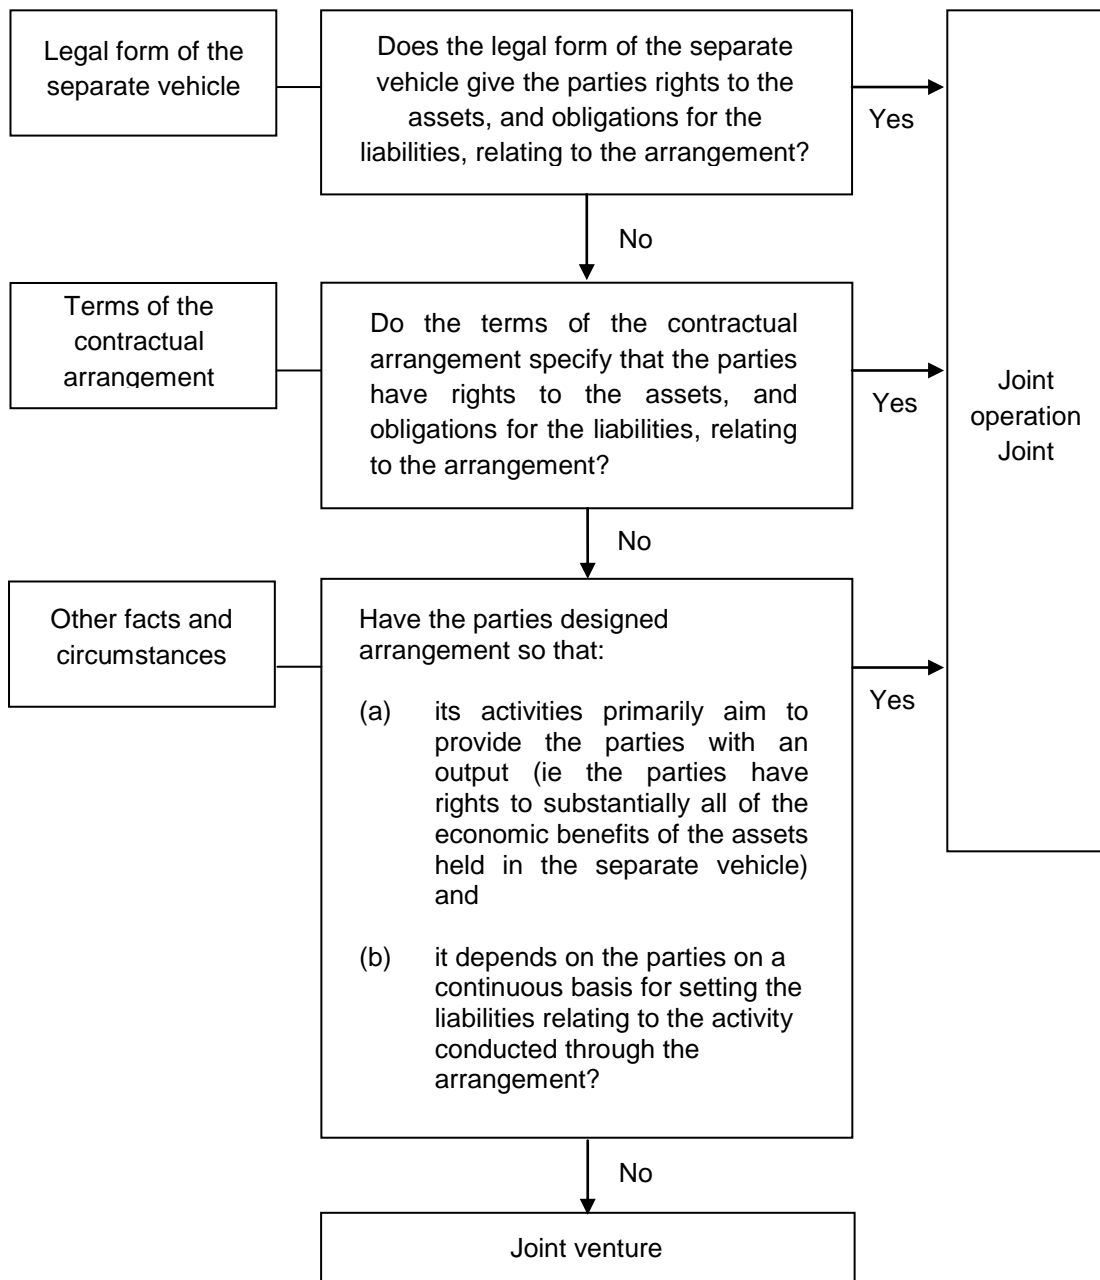 Legal form of the
separate vehicle
Does the legal form of the separate
vehicle give the parties rights to the
assets, and obligations for the
liabilities, relating to the arrangement?
Yes
No
Terms of the
contractual
arrangement
Do the terms of the contractual
arrangement specify that the parties
have rights to the assets, and
obligations for the liabilities, relating
to the arrangement?
Yes
Joint
operation
Joint
No
Other facts and
circumstances
Have the parties designed
arrangement so that:
(a) its activities primarily aim to
provide the parties with an
output (ie the parties have
rights to substantially all of the
economic benefits of the assets
held in the separate vehicle)
and
(b) it depends on the parties on a
continuous basis for setting the
liabilities relating to the activity
conducted through the
arrangement?
Yes
No
Joint venture